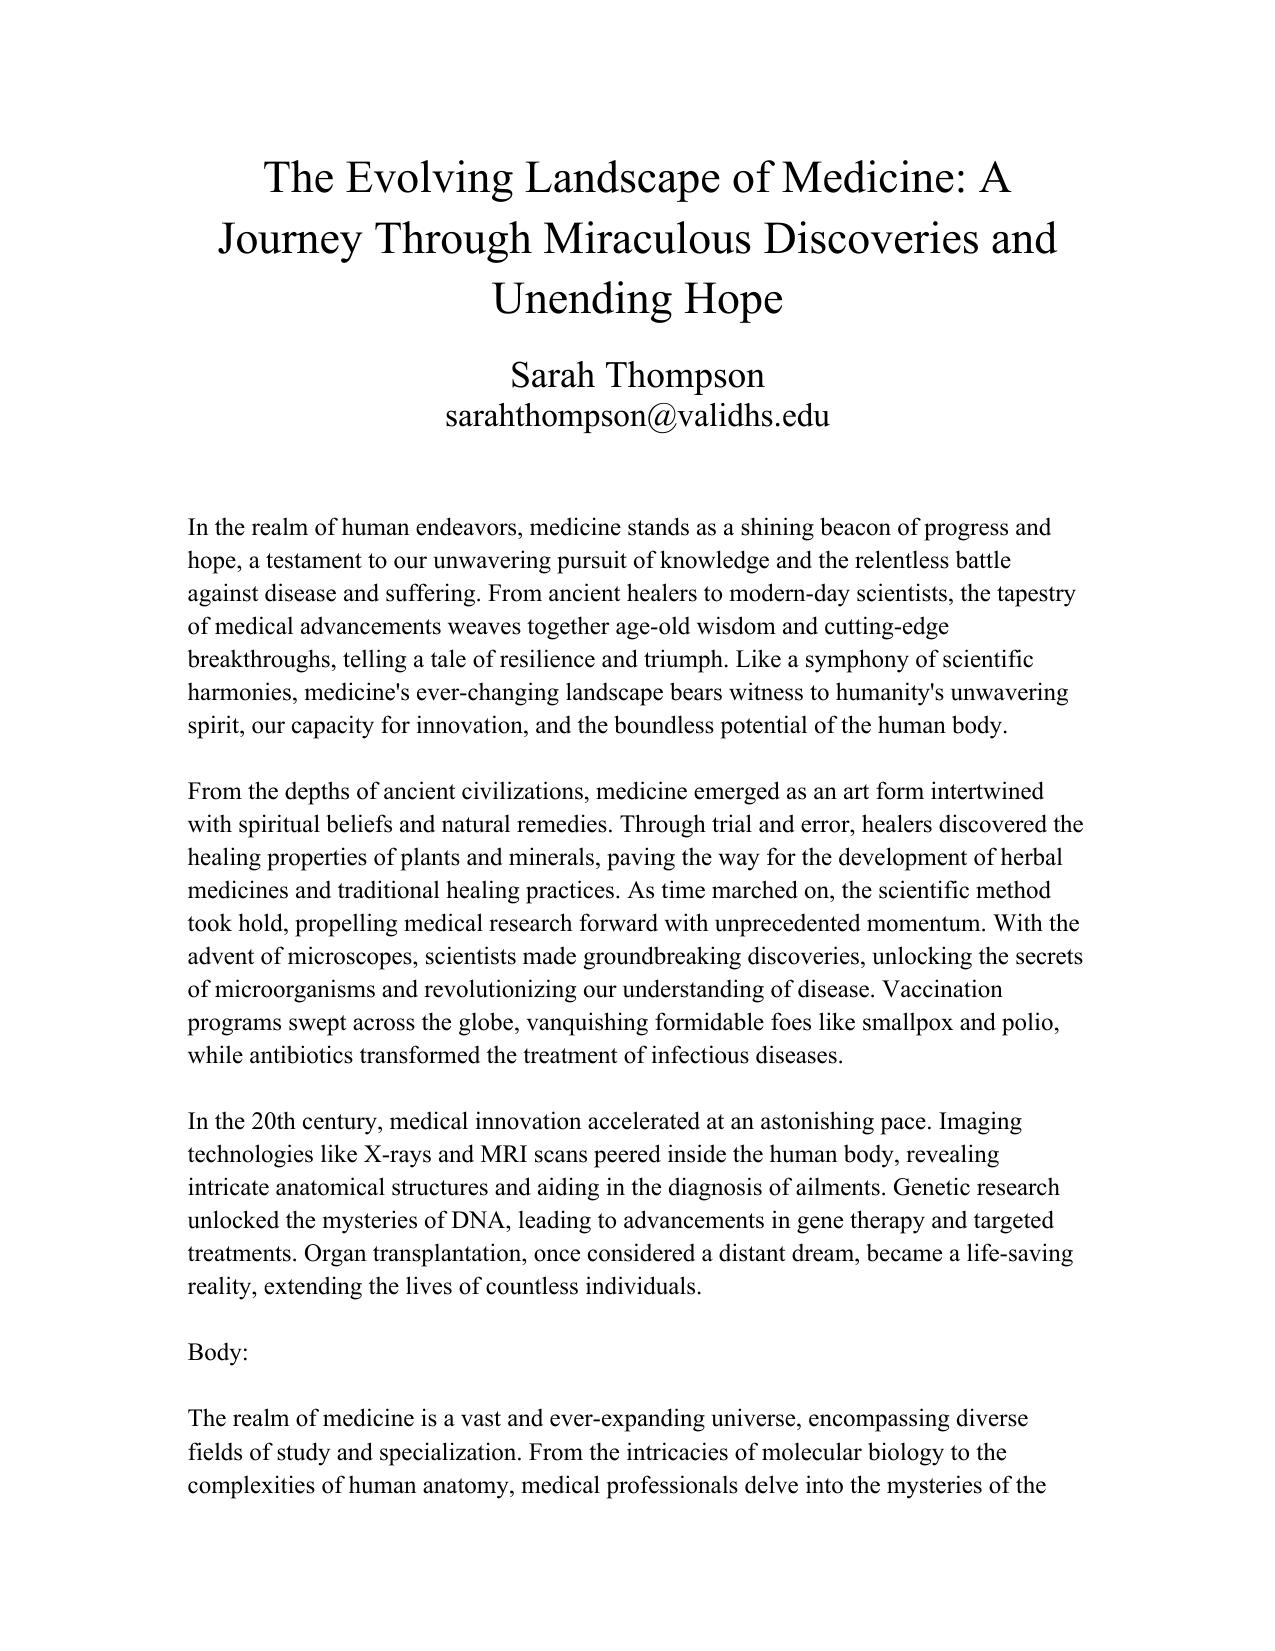 The Evolving Landscape of Medicine: A
Journey Through Miraculous Discoveries and
Unending Hope
Sarah Thompson
sarahthompson@validhs.edu
In the realm of human endeavors, medicine stands as a shining beacon of progress and
hope, a testament to our unwavering pursuit of knowledge and the relentless battle
against disease and suffering. From ancient healers to modern-day scientists, the tapestry
of medical advancements weaves together age-old wisdom and cutting-edge
breakthroughs, telling a tale of resilience and triumph. Like a symphony of scientific
harmonies, medicine's ever-changing landscape bears witness to humanity's unwavering
spirit, our capacity for innovation, and the boundless potential of the human body.
From the depths of ancient civilizations, medicine emerged as an art form intertwined
with spiritual beliefs and natural remedies. Through trial and error, healers discovered the
healing properties of plants and minerals, paving the way for the development of herbal
medicines and traditional healing practices. As time marched on, the scientific method
took hold, propelling medical research forward with unprecedented momentum. With the
advent of microscopes, scientists made groundbreaking discoveries, unlocking the secrets
of microorganisms and revolutionizing our understanding of disease. Vaccination
programs swept across the globe, vanquishing formidable foes like smallpox and polio,
while antibiotics transformed the treatment of infectious diseases.
In the 20th century, medical innovation accelerated at an astonishing pace. Imaging
technologies like X-rays and MRI scans peered inside the human body, revealing
intricate anatomical structures and aiding in the diagnosis of ailments. Genetic research
unlocked the mysteries of DNA, leading to advancements in gene therapy and targeted
treatments. Organ transplantation, once considered a distant dream, became a life-saving
reality, extending the lives of countless individuals.
Body:
The realm of medicine is a vast and ever-expanding universe, encompassing diverse
fields of study and specialization. From the intricacies of molecular biology to the
complexities of human anatomy, medical professionals delve into the mysteries of the